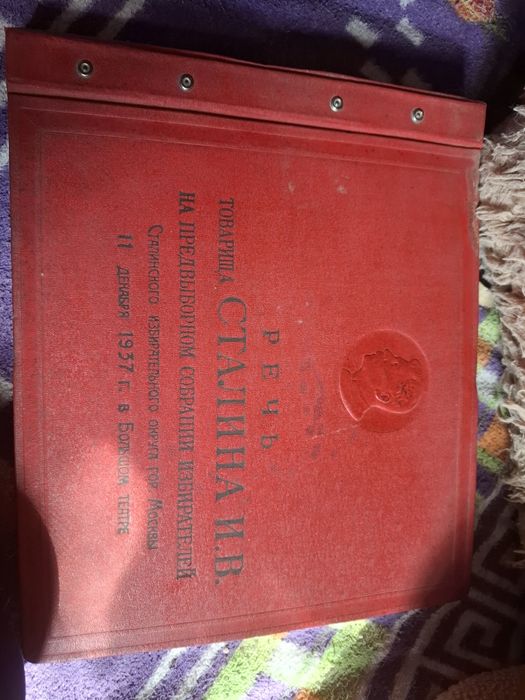 РЕЧЬ
ТОВАРИЩА СТАЛИНА И.В.
НА ПРЕДВЫБОРНОМ СОБРАНИИ ИЗБИРАТЕЛЕЙ
СТАЛИНСКОГО ИЗБИРАТЕЛЬНОГО ОКРУГА ГОР. МОСКВЫ
11 ДЕКАБРЯ 1937 Г. В БОЛЬШОМ ТЕАТРЕ